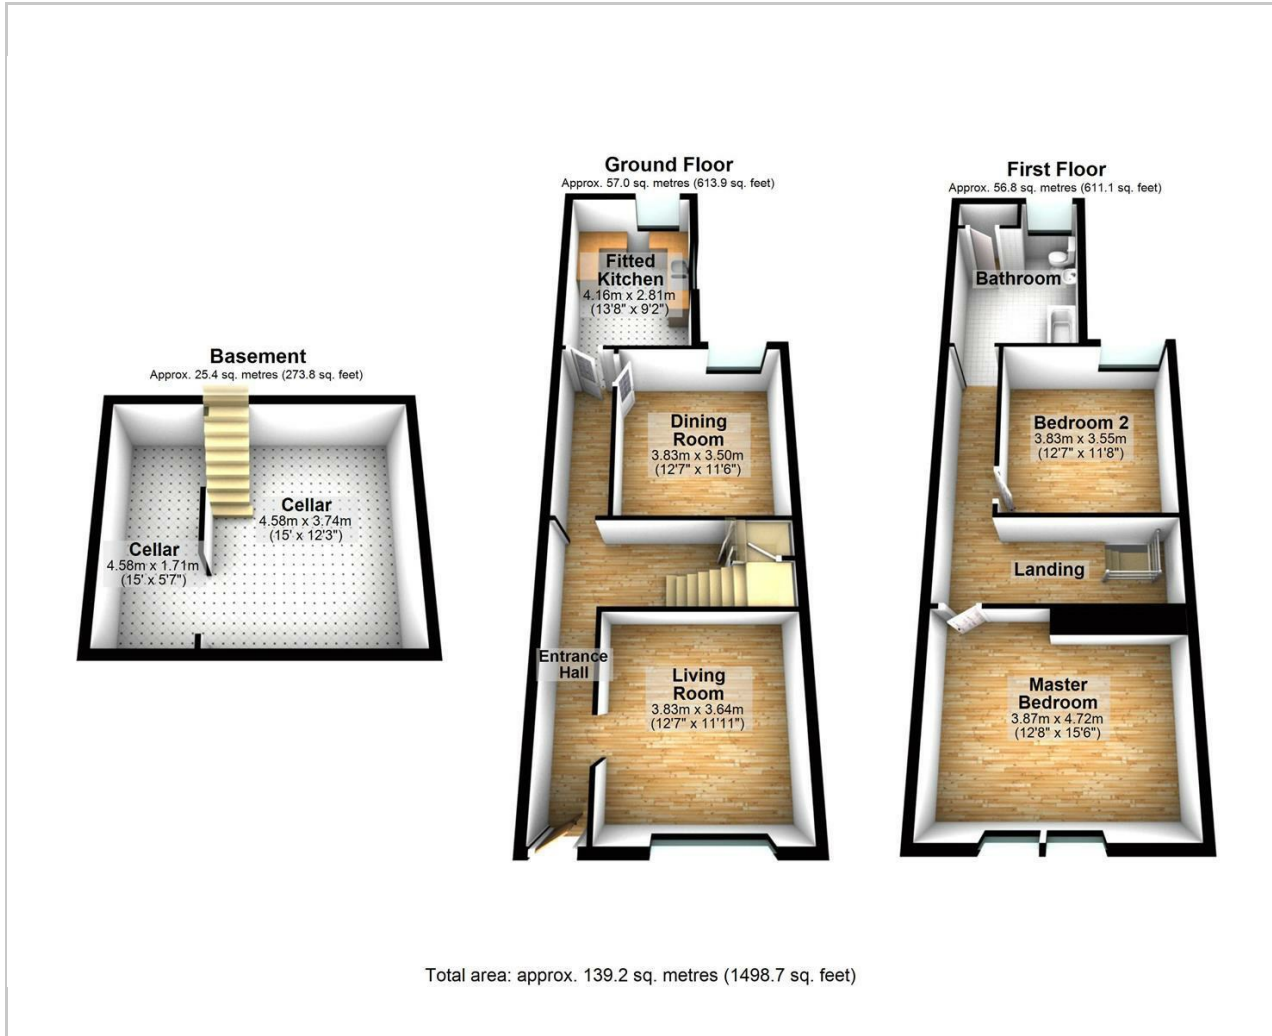 Basement
Approx. 25.4 sq. metres (273.8 sq. feet)
Cellar
4.58m x 3.74m
(15' x 12'3")
Cellar
4.58m x 1.71m
(15' x 5'7")
Ground Floor
Approx. 57.0 sq. metres (613.9 sq. feet)
Fitted
Kitchen
4.16m x 2.81m
(13'8" x 9'2")
Dining
Room
3.83m x 3.50m
(12'7" x 11'6")
Entrance
Hall
Living
Room
3.83m x 3.64m
(12'7" x 11'11")
First Floor
Approx. 56.8 sq. metres (611.1 sq. feet)
Bathroom
Bedroom 2
3.83m x 3.55m
(12'7" x 11'8")
Landing
Master
Bedroom
3.87m x 4.72m
(12'8" x 15'6")
Total area: approx. 139.2 sq. metres (1498.7 sq. feet)